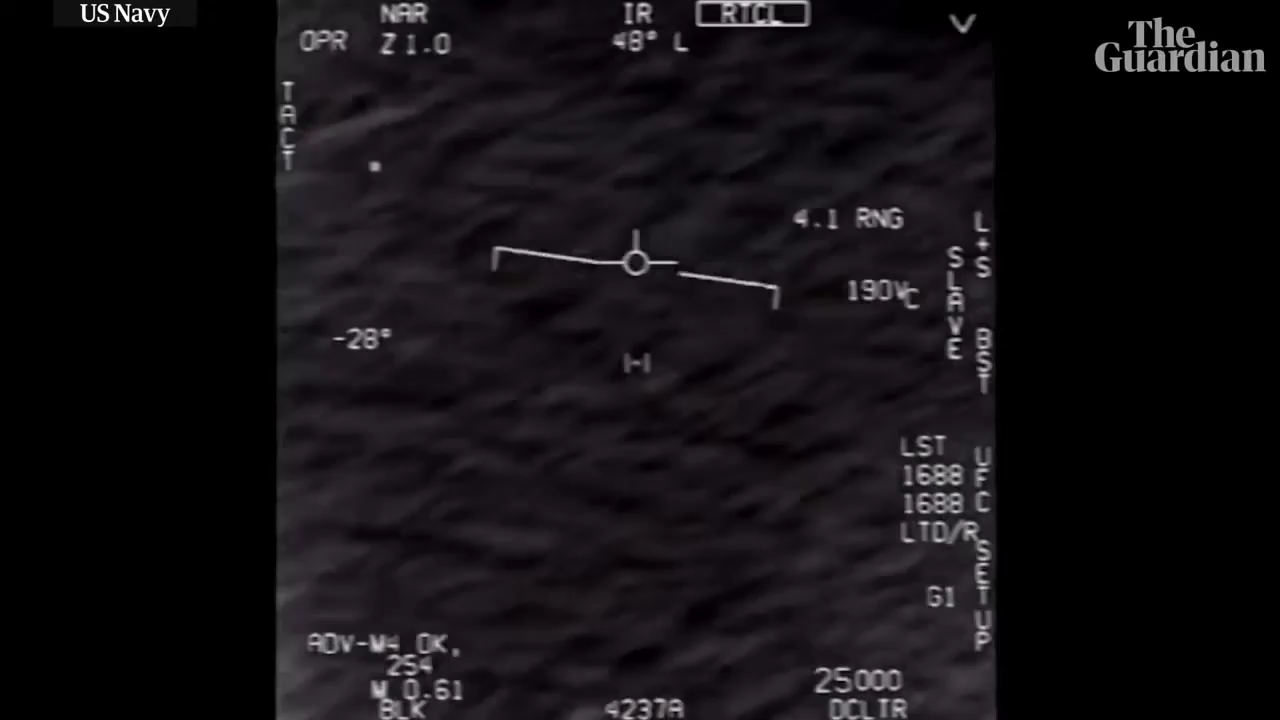 US Navy
The
Guardian
NAR
IR
RTCL
OPR
Z 1.0
48° L
TACT
4.1 RNG
L+S
SLAVE
190Vc
-28°
BST
LST
1688
1688
UFC
LTD/R
SETUP
G1
ADV-M4 OK,
254
M 0.61
BLK
4237A
25000
DCLTR